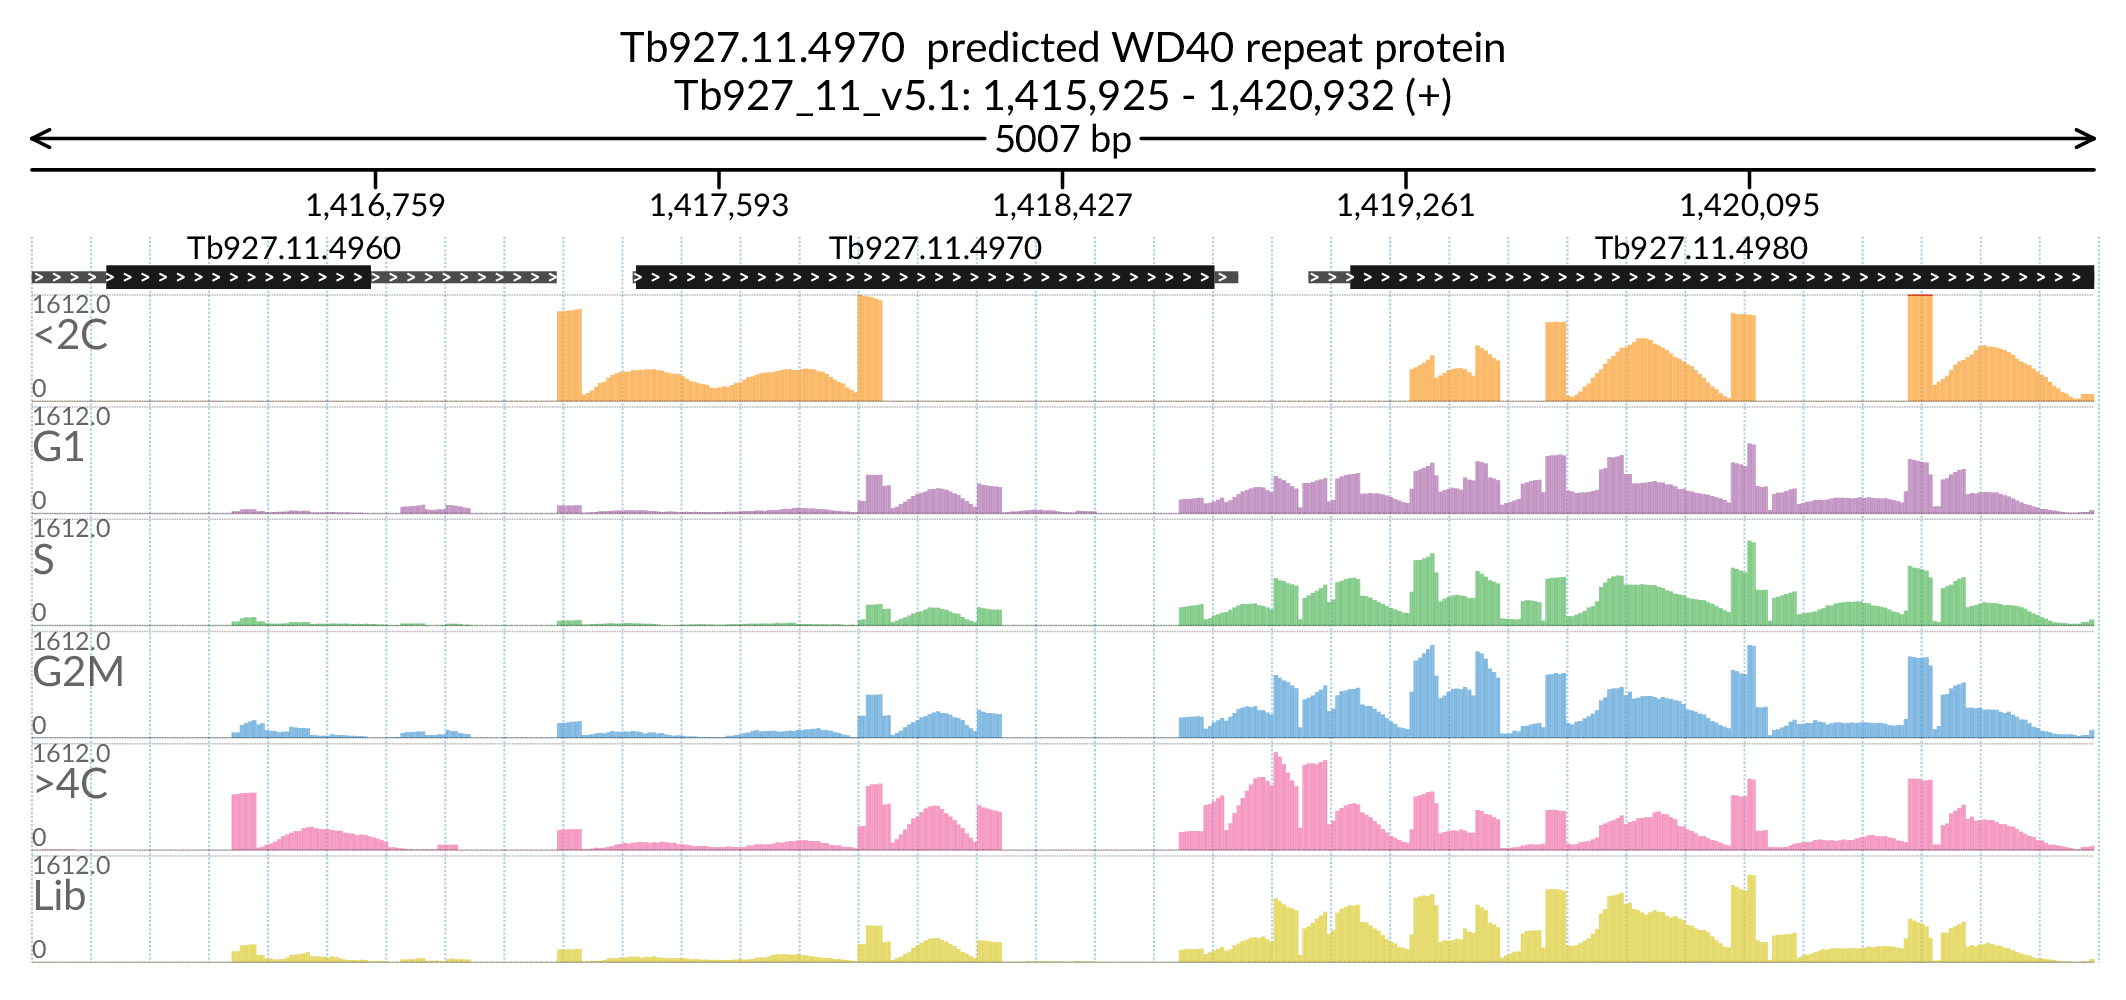 Tb927.11.4970  predicted WD40 repeat protein
Tb927_11_v5.1: 1,415,925 - 1,420,932 (+)
5007 bp
1,416,759 1,417,593 1,418,427 1,419,261 1,420,095
Tb927.11.4960 Tb927.11.4970 Tb927.11.4980
1612.0
<2C
0
1612.0
G1
0
1612.0
S
0
1612.0
G2M
0
1612.0
>4C
0
1612.0
Lib
0